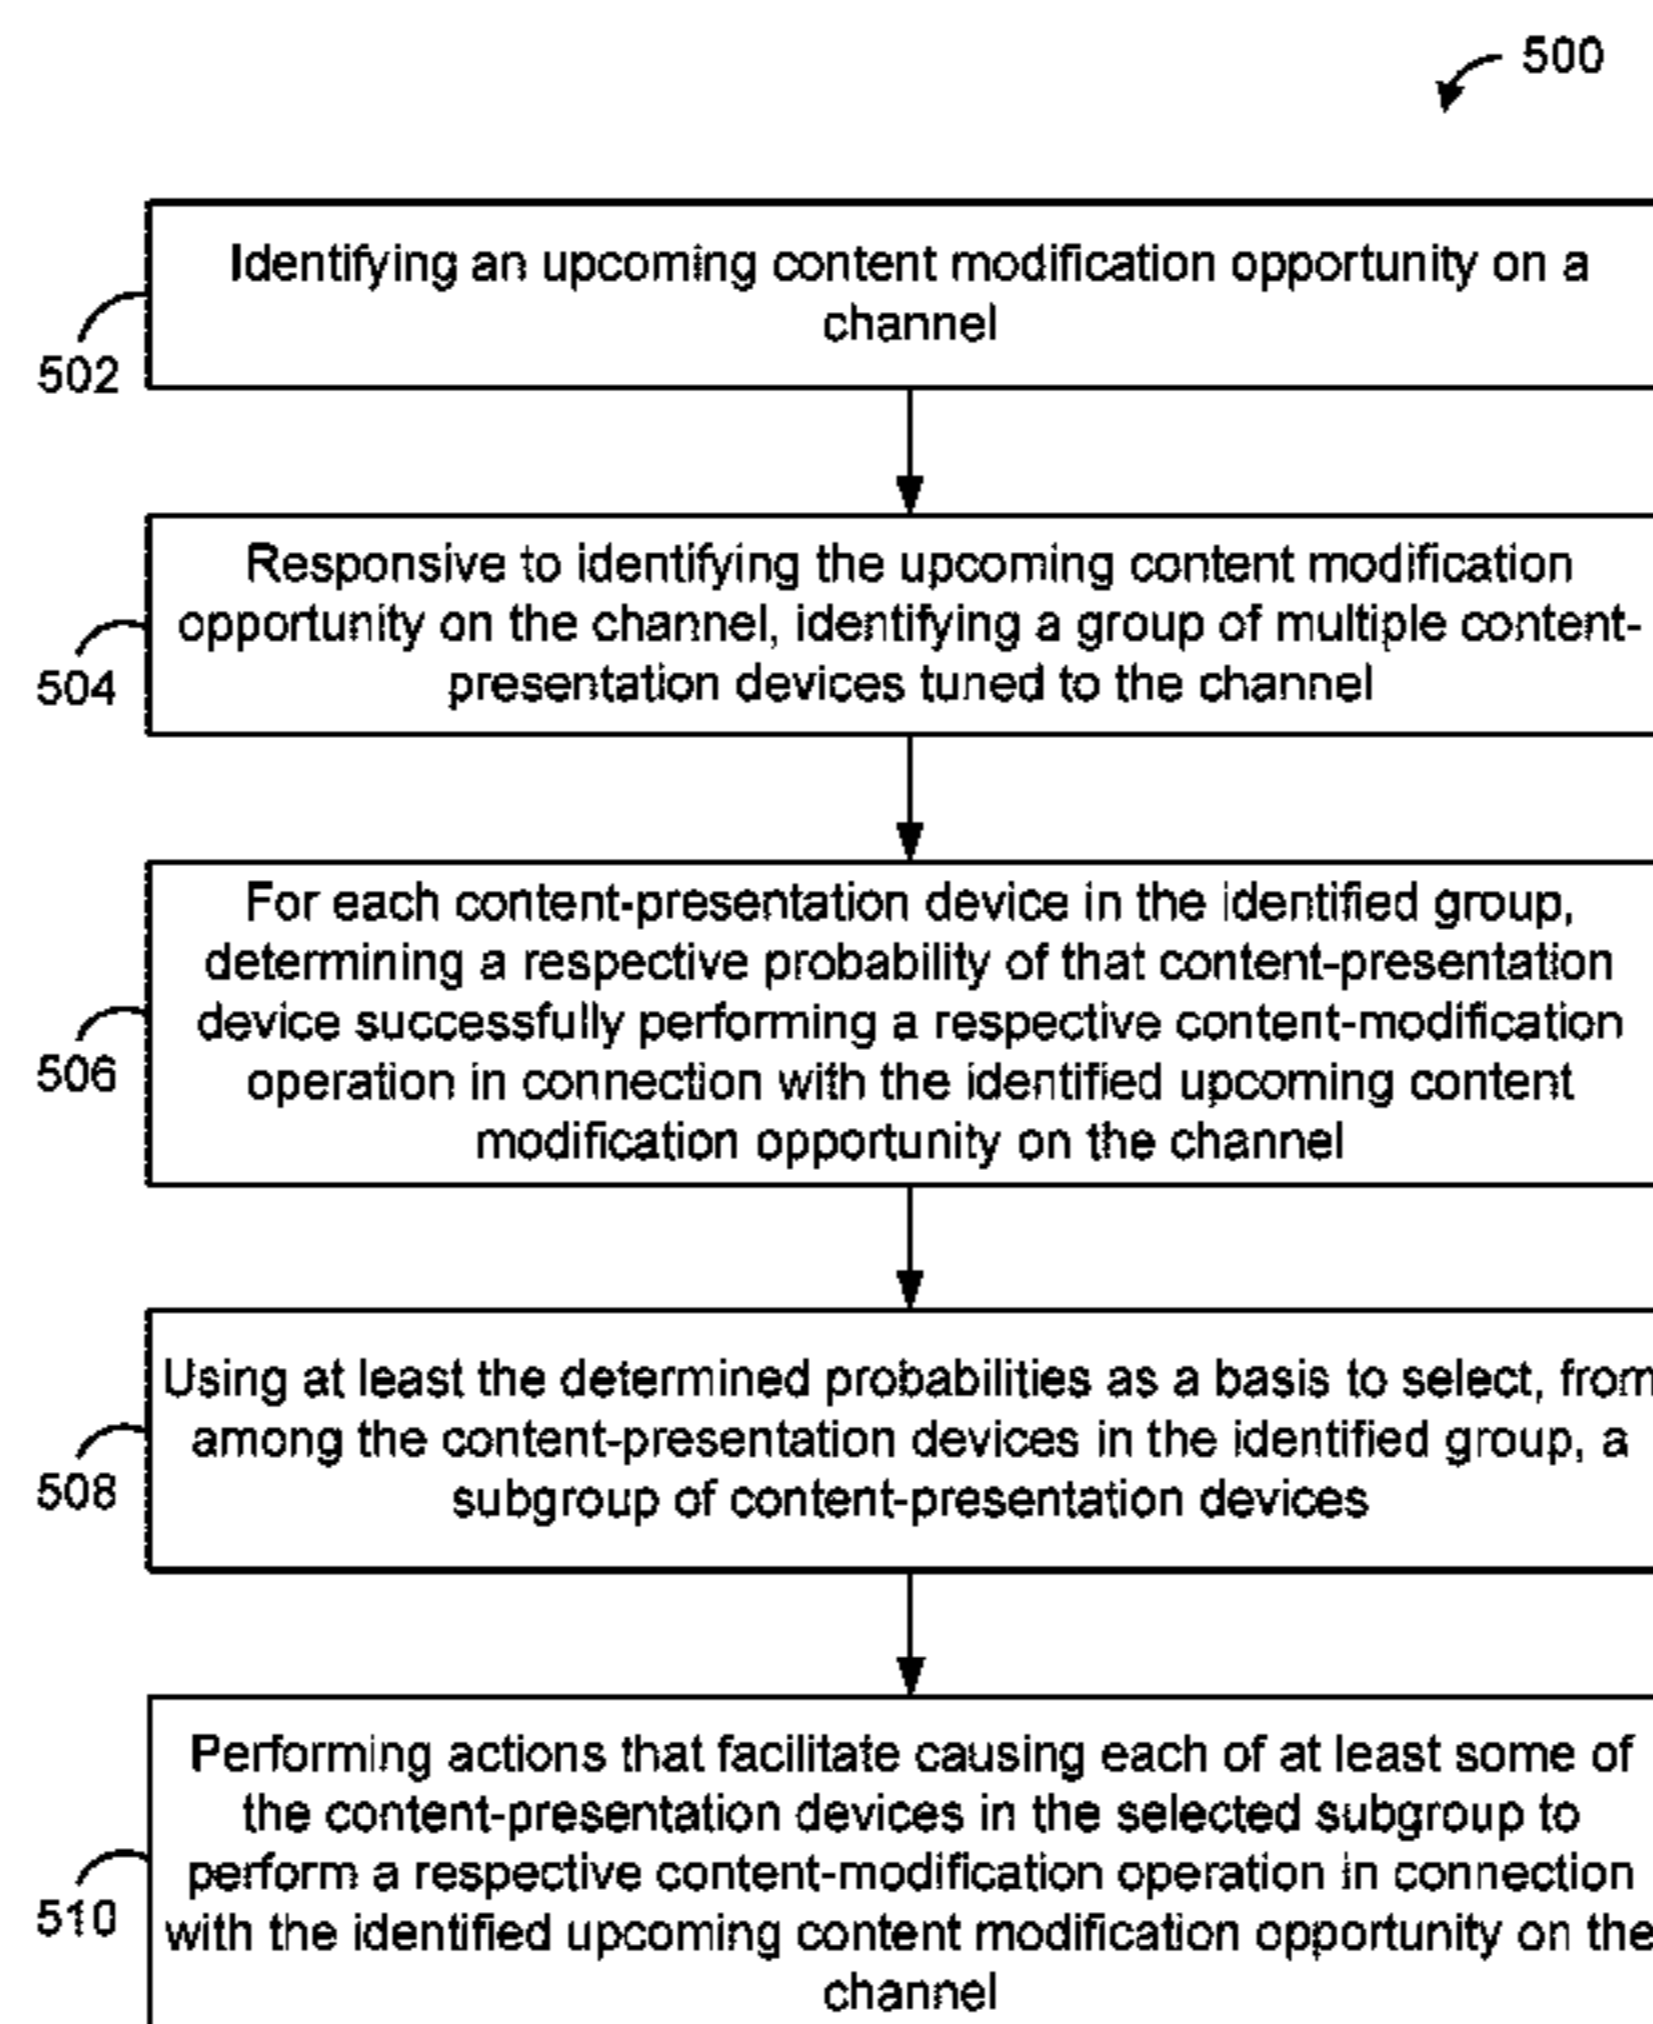 500
Identifying an upcoming content modification opportunity on a
channel
502
Responsive to identifying the upcoming content modification
opportunity on the channel, identifying a group of multiple content-
presentation devices tuned to the channel
504
For each content-presentation device in the identified group,
determining a respective probability of that content-presentation
device successfully performing a respective content-modification
operation in connection with the identified upcoming content
modification opportunity on the channel
506
Using at least the determined probabilities as a basis to select, from
among the content-presentation devices in the identified group, a
subgroup of content-presentation devices
508
Performing actions that facilitate causing each of at least some of
the content-presentation devices in the selected subgroup to
perform a respective content-modification operation in connection
with the identified upcoming content modification opportunity on the
channel
510